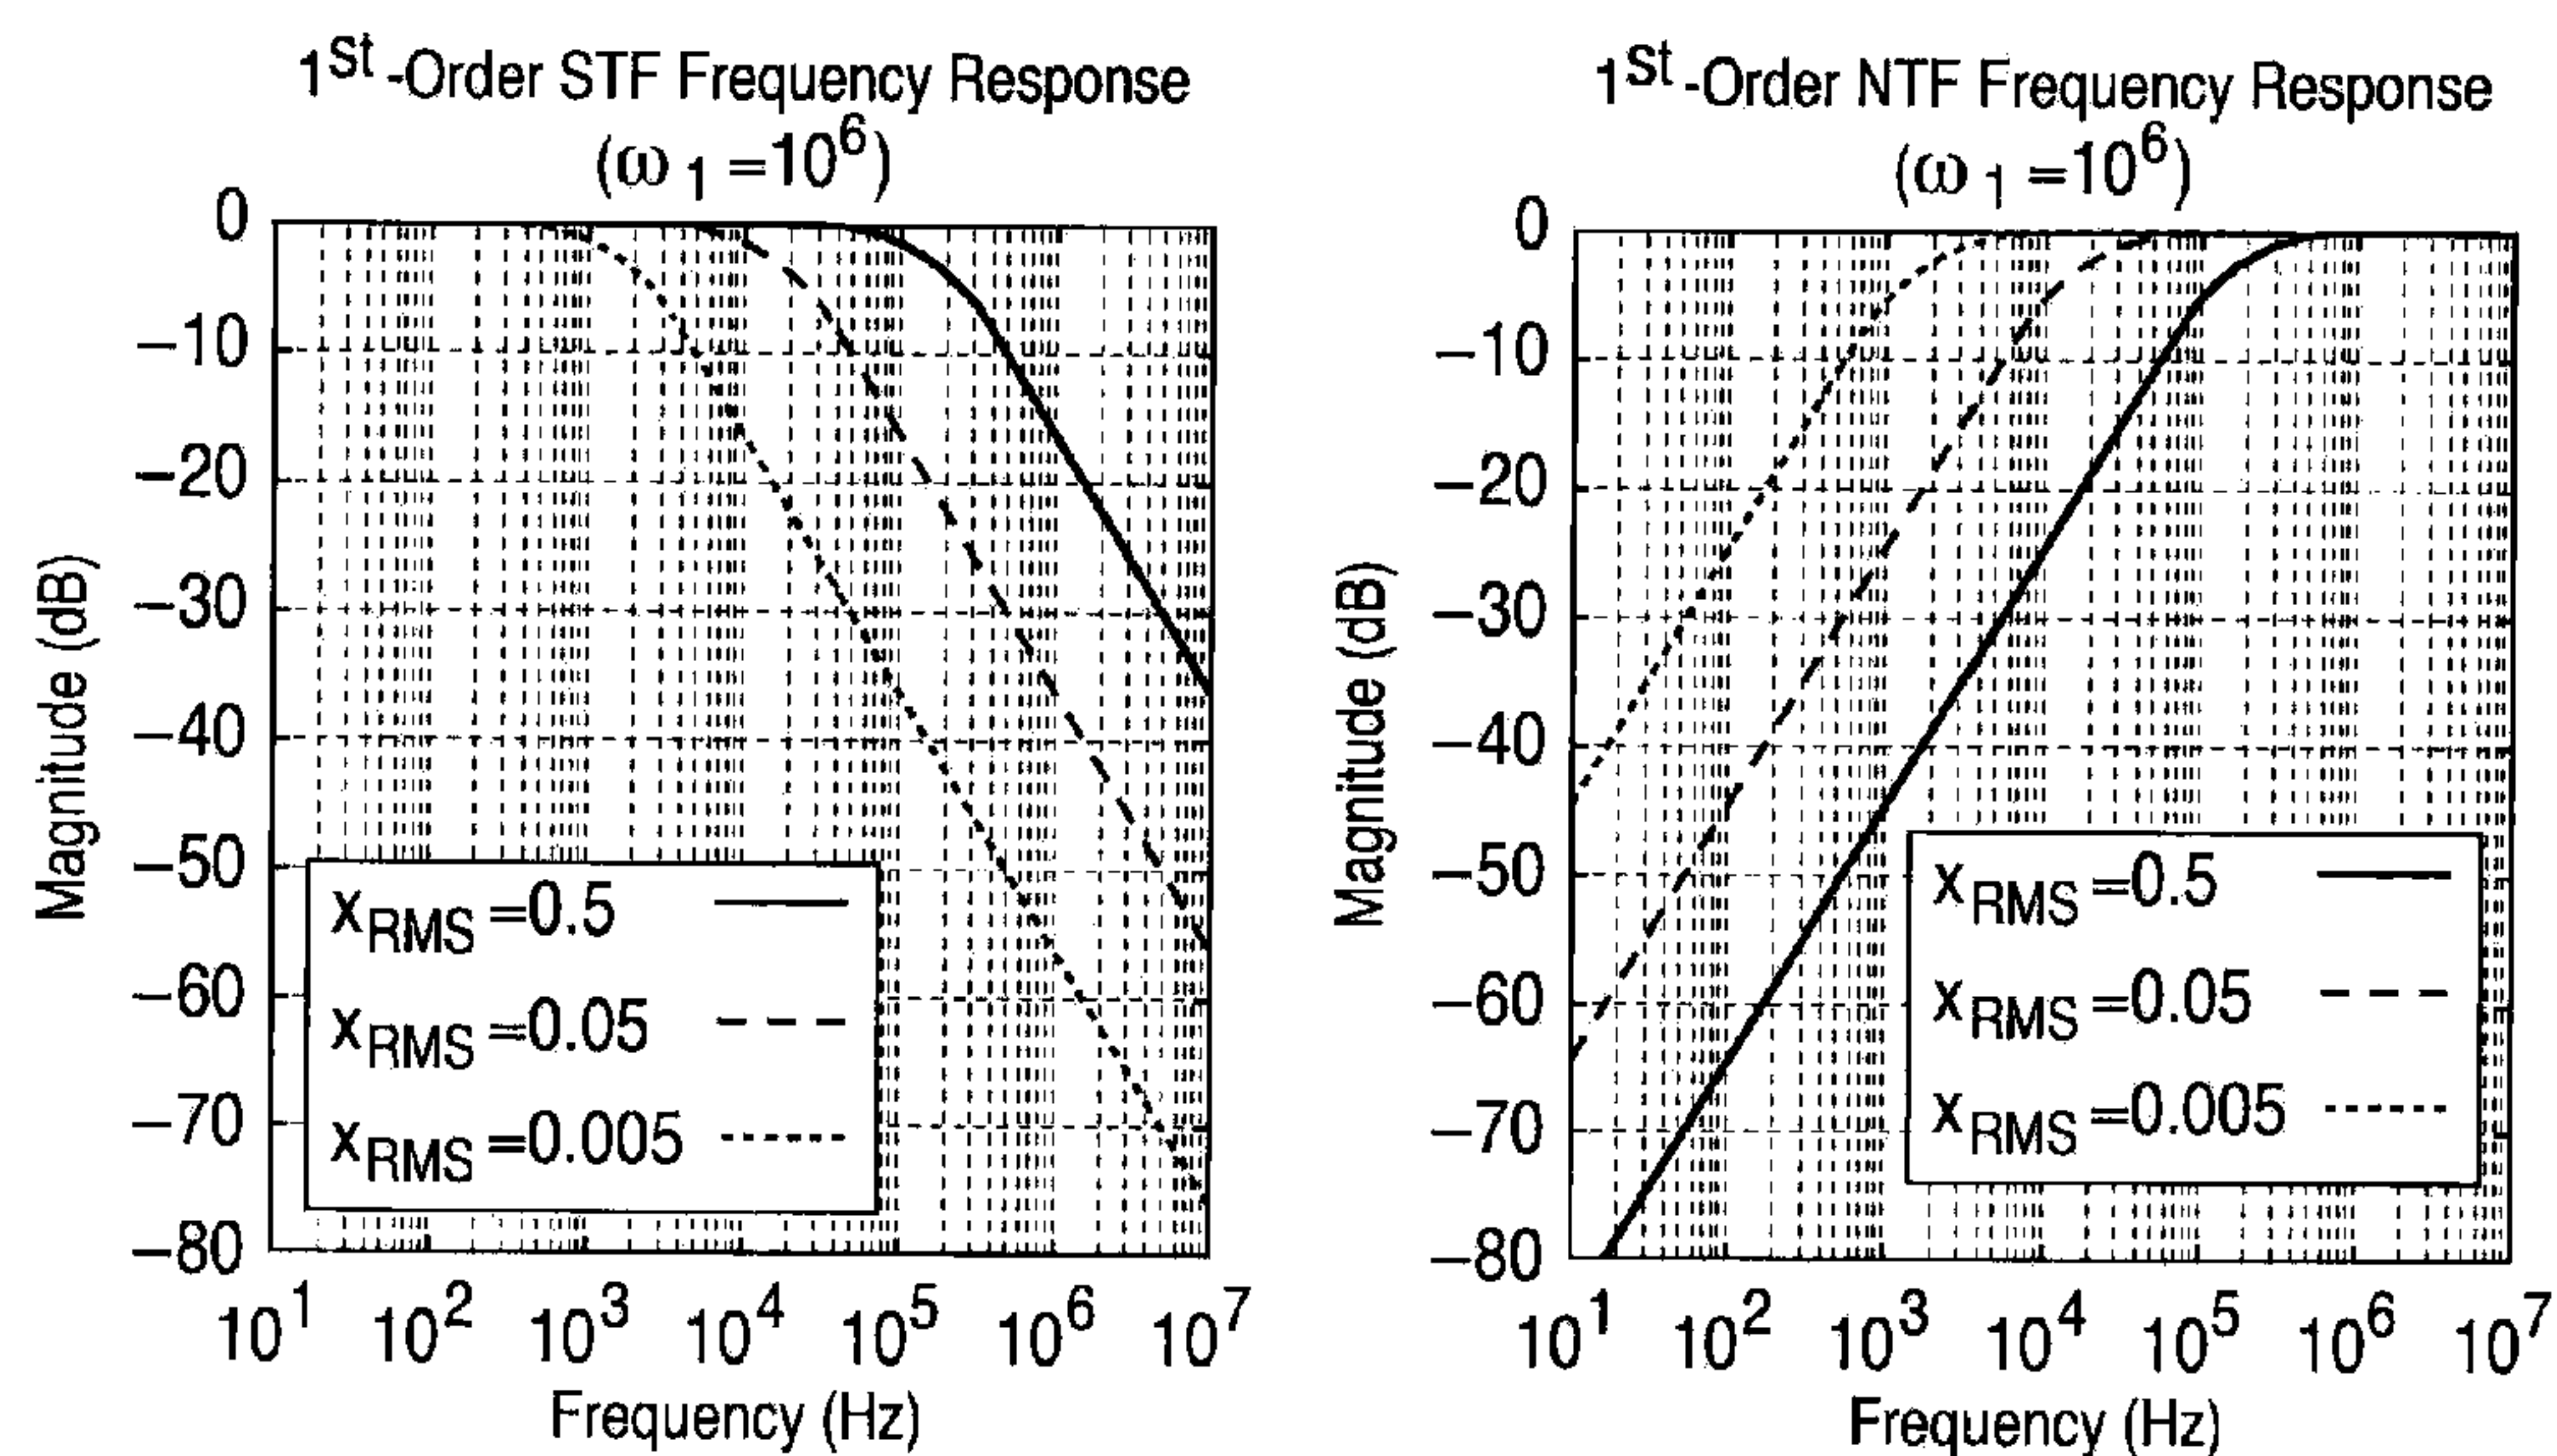 1St-Order STF Frequency Response
(ω1=10^6)
0
−10
−20
−30
−40
−50
−60
−70
−80
Magnitude (dB)
xRMS=0.5
xRMS=0.05
xRMS=0.005
10^1 10^2 10^3 10^4 10^5 10^6 10^7
Frequency (Hz)
1St-Order NTF Frequency Response
(ω1=10^6)
0
−10
−20
−30
−40
−50
−60
−70
−80
Magnitude (dB)
xRMS=0.5
xRMS=0.05
xRMS=0.005
10^1 10^2 10^3 10^4 10^5 10^6 10^7
Frequency (Hz)